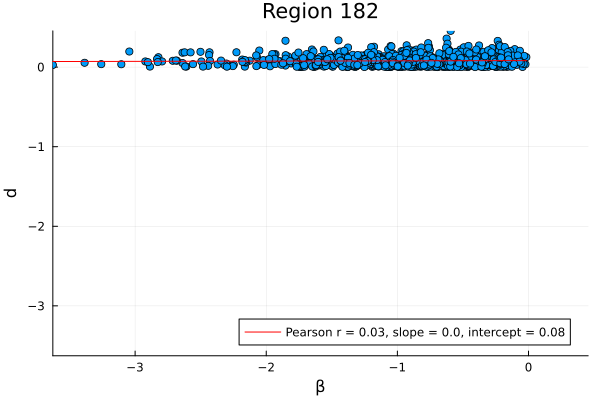 Region 182
d
0
−1
−2
−3
Pearson r = 0.03, slope = 0.0, intercept = 0.08
−3 −2 −1 0
β